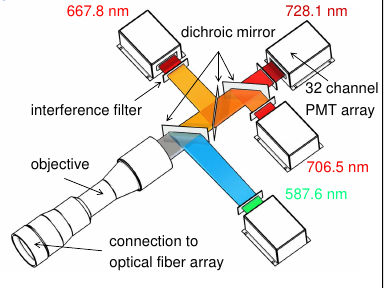 667.8 nm
728.1 nm
dichroic mirror
interference filter
32 channel
PMT array
objective
706.5 nm
587.6 nm
connection to
optical fiber array